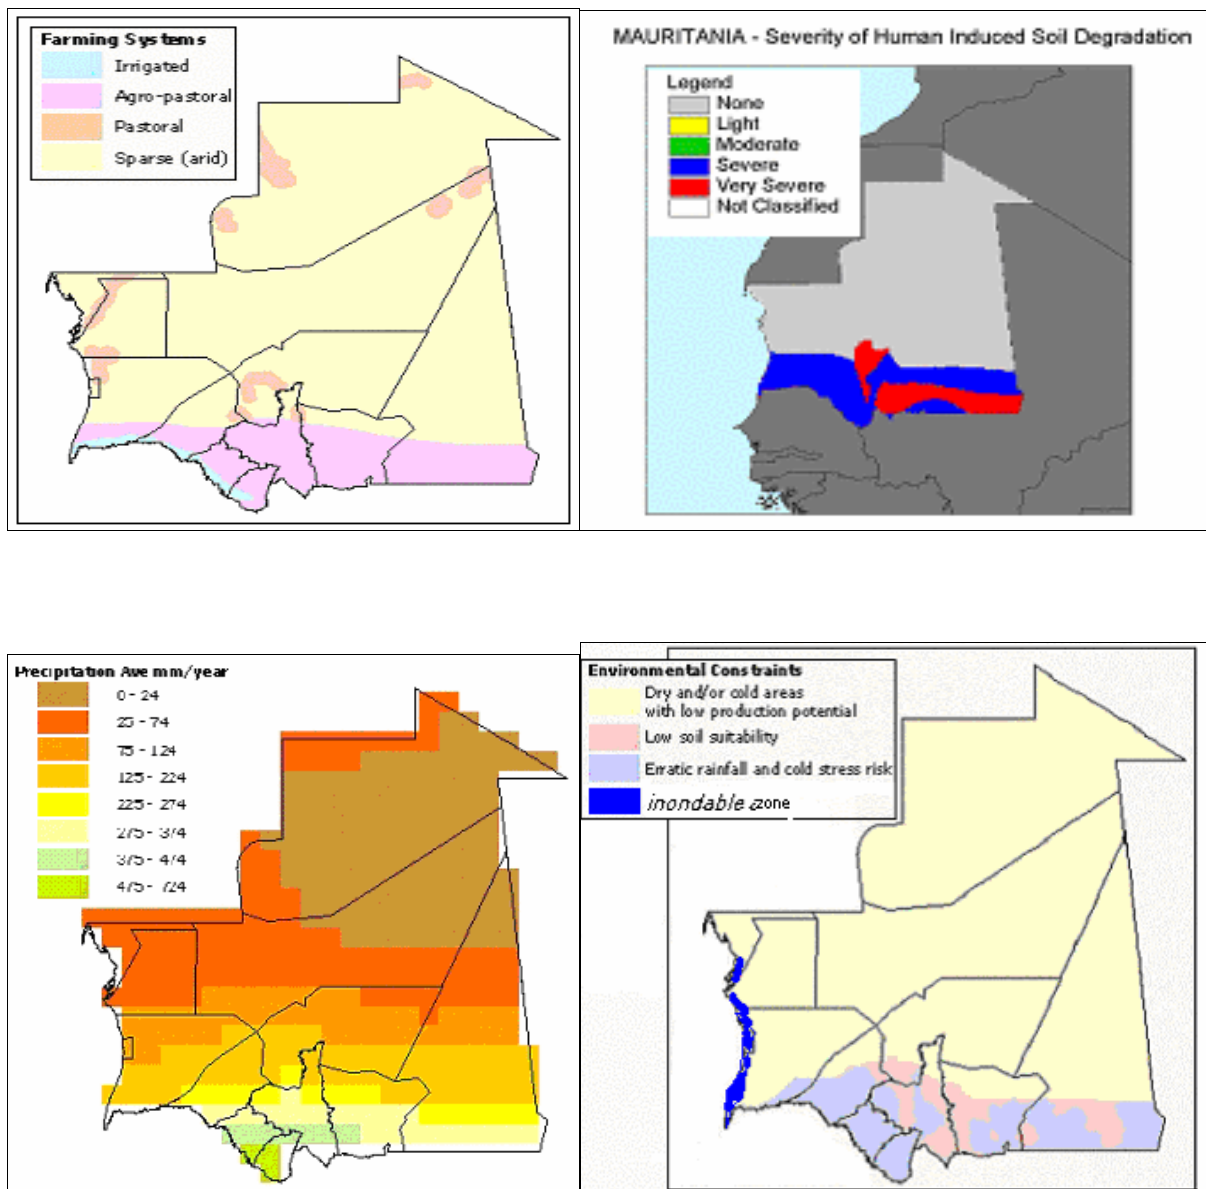 Farming Systems
Irrigated
Agro-pastoral
Pastoral
Sparse (arid)
MAURITANIA - Severity of Human Induced Soil Degradation
Legend
None
Light
Moderate
Severe
Very Severe
Not Classified
Precipitation Ave mm/year
0 - 24
25 - 74
75 - 124
125 - 224
225 - 274
275 - 374
375 - 474
475 - 724
Environmental Constraints
Dry and/or cold areas
with low production potential
Low soil suitability
Erratic rainfall and cold stress risk
inondable zone